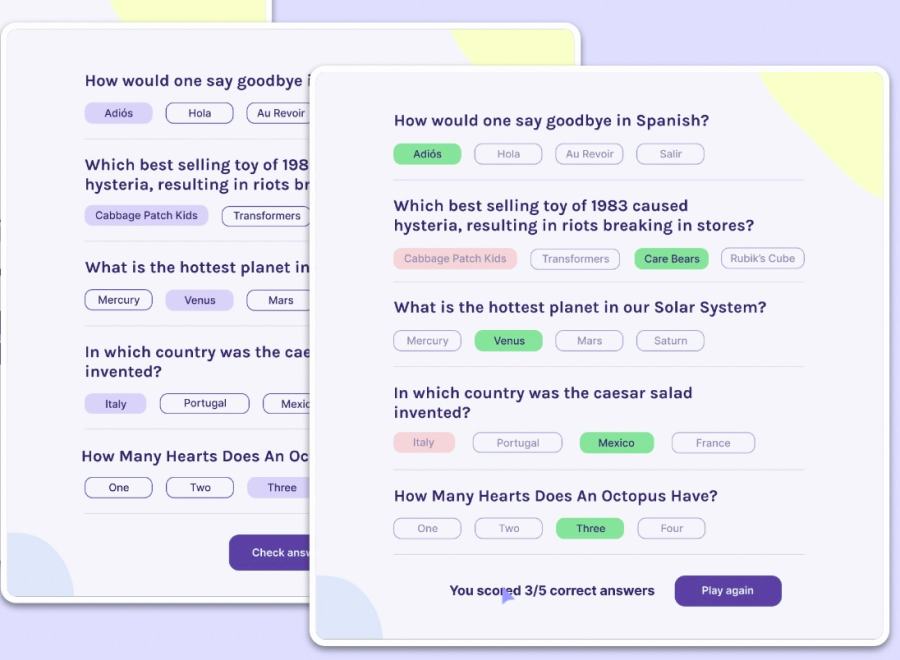 How would one say goodbye
Adiós Hola Au Revoir
Which best selling toy of 198
hysteria, resulting in riots br
Cabbage Patch Kids Transformers
What is the hottest planet in
Mercury Venus Mars
In which country was the cae
invented?
Italy Portugal Mexic
How Many Hearts Does An Oc
One Two Three
Check answ
How would one say goodbye in Spanish?
Adiós Hola Au Revoir Salir
Which best selling toy of 1983 caused
hysteria, resulting in riots breaking in stores?
Cabbage Patch Kids Transformers Care Bears Rubik's Cube
What is the hottest planet in our Solar System?
Mercury Venus Mars Saturn
In which country was the caesar salad
invented?
Italy Portugal Mexico France
How Many Hearts Does An Octopus Have?
One Two Three Four
You scored 3/5 correct answers Play again